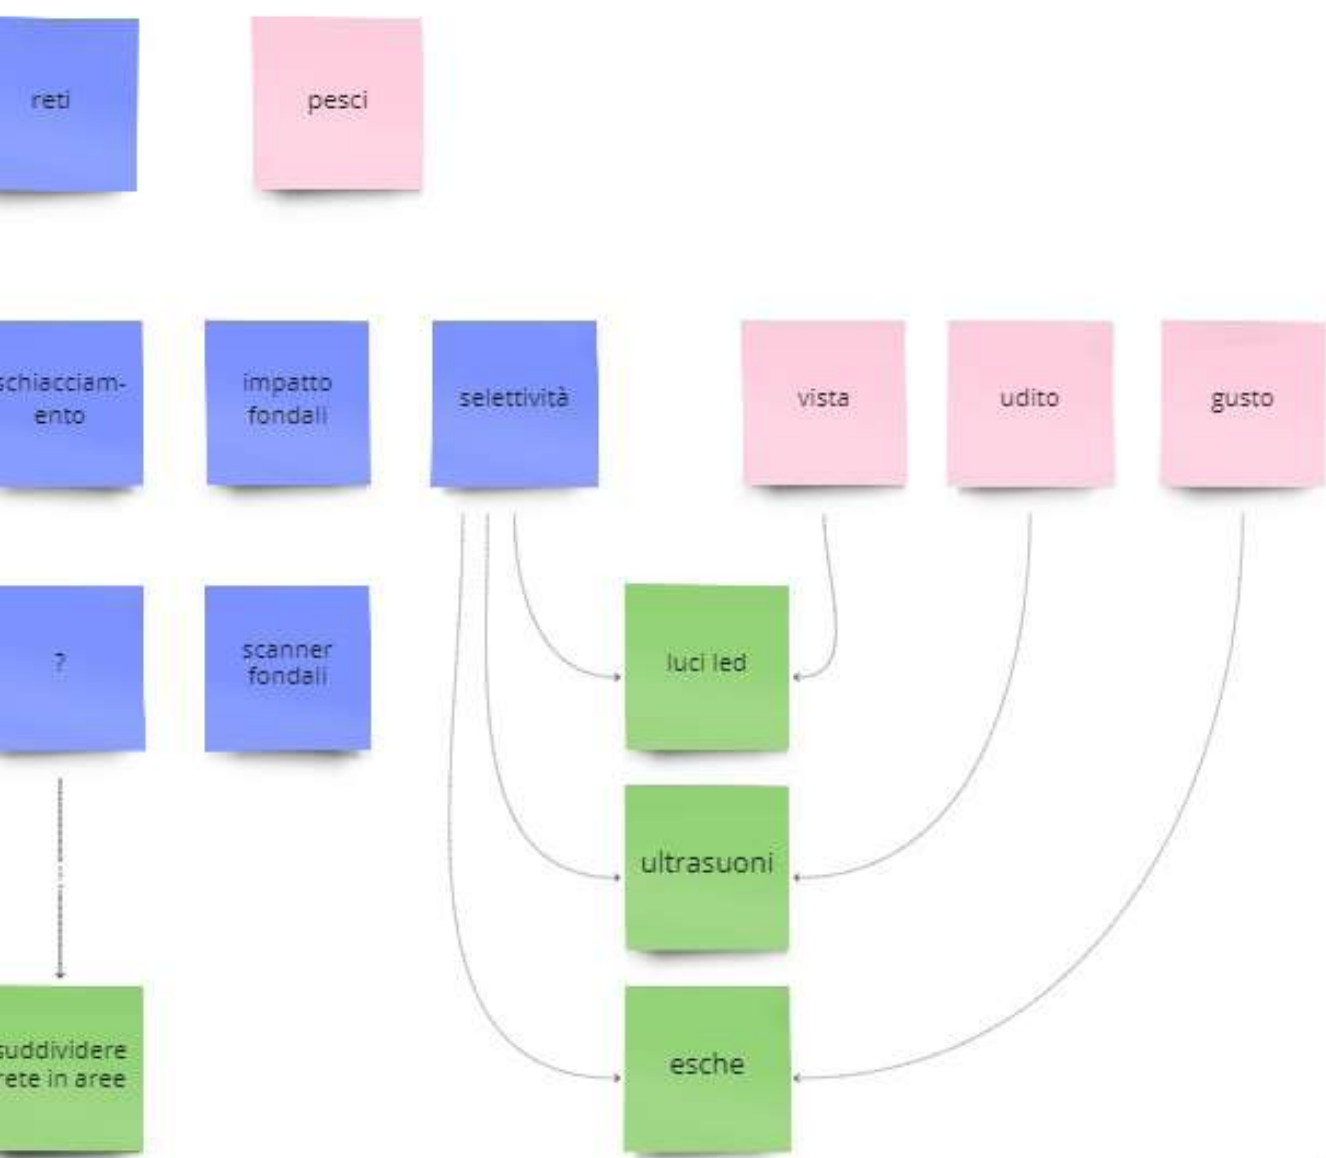 reti
pesci
schiacciam-
ento
impatto
fondali
selettività
vista
udito
gusto
?
scanner
fondali
luci led
ultrasuoni
suddividere
rete in aree
esche